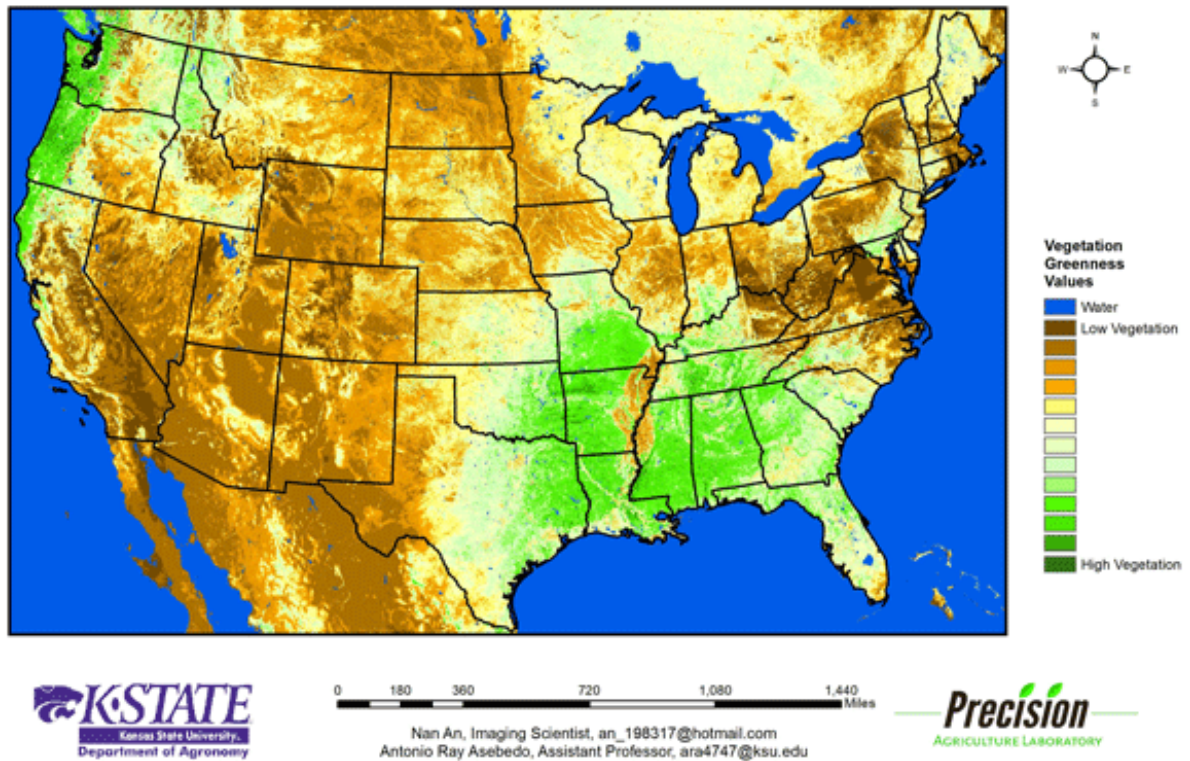 N
W
E
S
Vegetation
Greenness
Values
Water
Low Vegetation
High Vegetation
K·STATE
Kansas State University.
Department of Agronomy
0 180 360 720 1,080 1,440
Miles
Nan An, Imaging Scientist, an_198317@hotmail.com
Antonio Ray Asebedo, Assistant Professor, ara4747@ksu.edu
Precision
AGRICULTURE LABORATORY